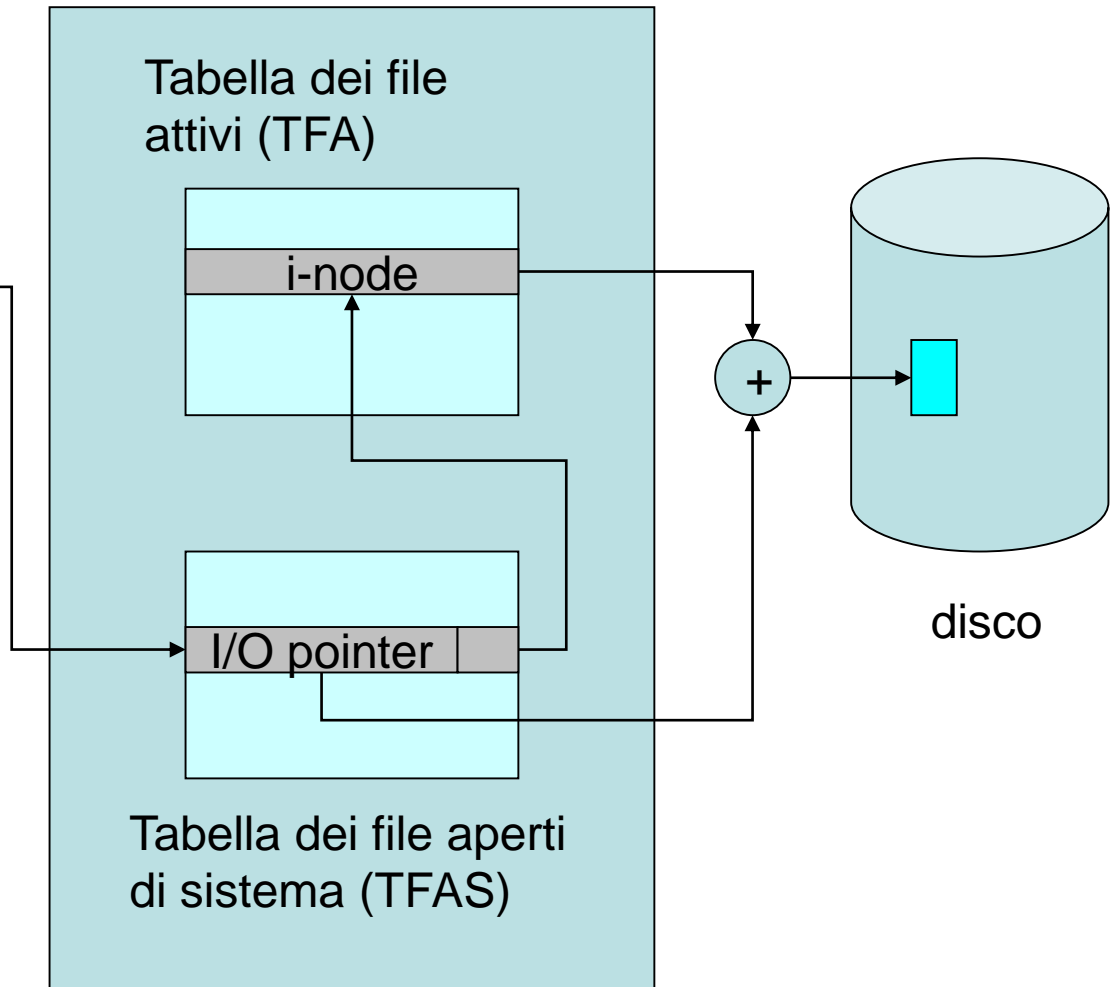 Tabella dei file
attivi (TFA)
i-node
+
disco
I/O pointer
Tabella dei file aperti
di sistema (TFAS)